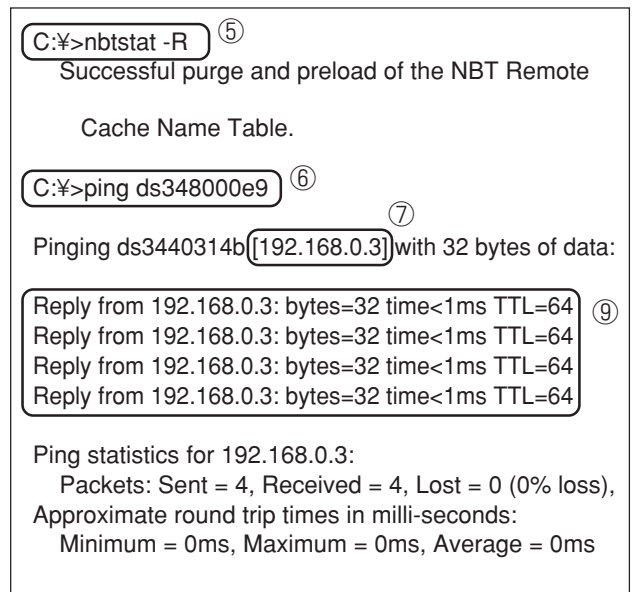 C:¥>nbtstat -R ⑤
Successful purge and preload of the NBT Remote
Cache Name Table.
C:¥>ping ds348000e9 ⑥
⑦
Pinging ds3440314b[192.168.0.3]with 32 bytes of data:
Reply from 192.168.0.3: bytes=32 time<1ms TTL=64 ⑨
Reply from 192.168.0.3: bytes=32 time<1ms TTL=64
Reply from 192.168.0.3: bytes=32 time<1ms TTL=64
Reply from 192.168.0.3: bytes=32 time<1ms TTL=64
Ping statistics for 192.168.0.3:
Packets: Sent = 4, Received = 4, Lost = 0 (0% loss),
Approximate round trip times in milli-seconds:
Minimum = 0ms, Maximum = 0ms, Average = 0ms